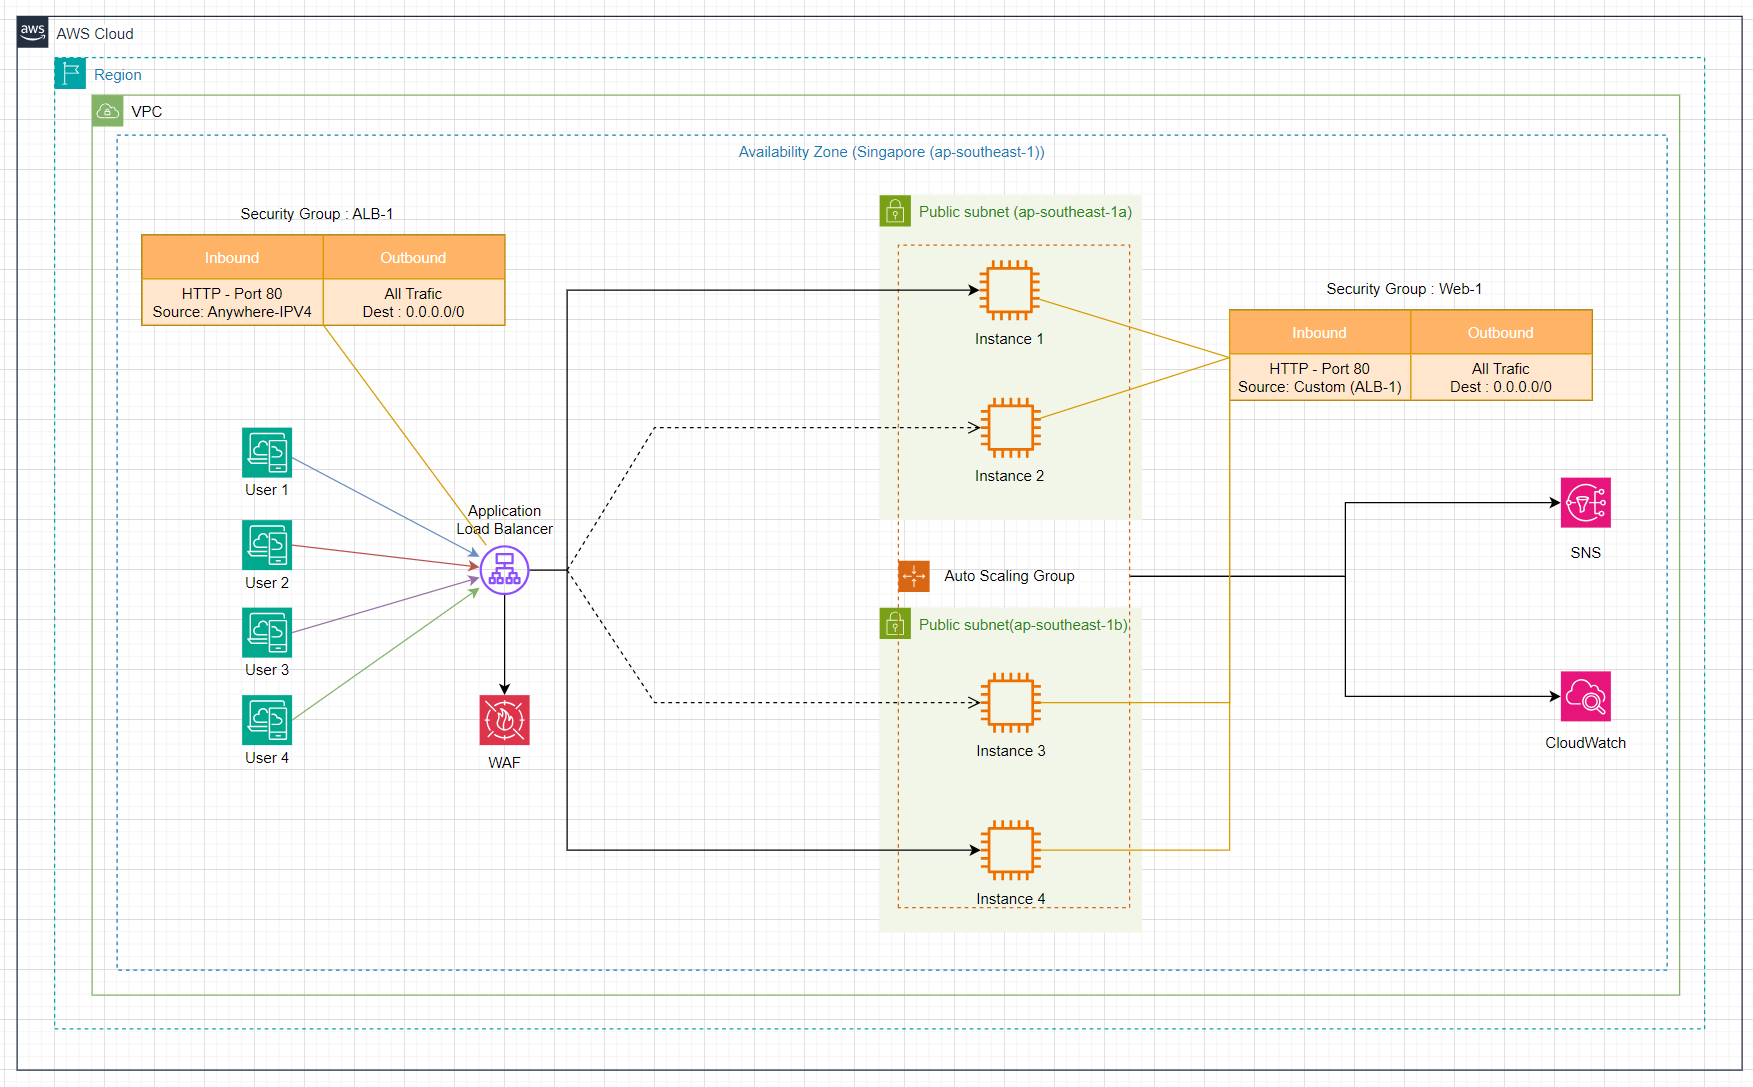 aws
AWS Cloud
Region
VPC
Availability Zone (Singapore (ap-southeast-1))
Security Group : ALB-1
Inbound
Outbound
HTTP - Port 80
Source: Anywhere-IPV4
All Trafic
Dest : 0.0.0.0/0
Public subnet (ap-southeast-1a)
Instance 1
Instance 2
Security Group : Web-1
Inbound
Outbound
HTTP - Port 80
Source: Custom (ALB-1)
All Trafic
Dest : 0.0.0.0/0
User 1
User 2
User 3
User 4
Application
Load Balancer
WAF
Auto Scaling Group
Public subnet(ap-southeast-1b)
Instance 3
Instance 4
SNS
CloudWatch